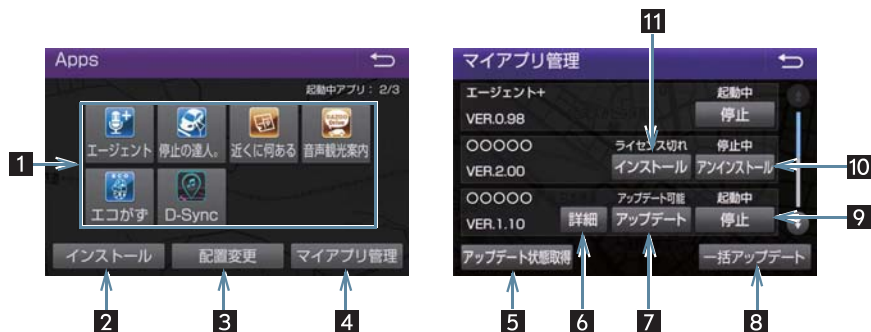 11
Apps
起動中アプリ：2/3
エージェント
停止の達人。
近くに何ある
音声観光案内
エコがず
D-Sync
インストール
配置変更
マイアプリ管理
1
2
3
4
マイアプリ管理
エージェント+
起動中
VER.0.98
停止
○○○○○
ライセンス切れ
停止中
VER.2.00
インストール
アンインストール
10
○○○○○
アップデート可能
起動中
VER.1.10
詳細
アップデート
停止
9
アップデート状態取得
一括アップデート
5
6
7
8